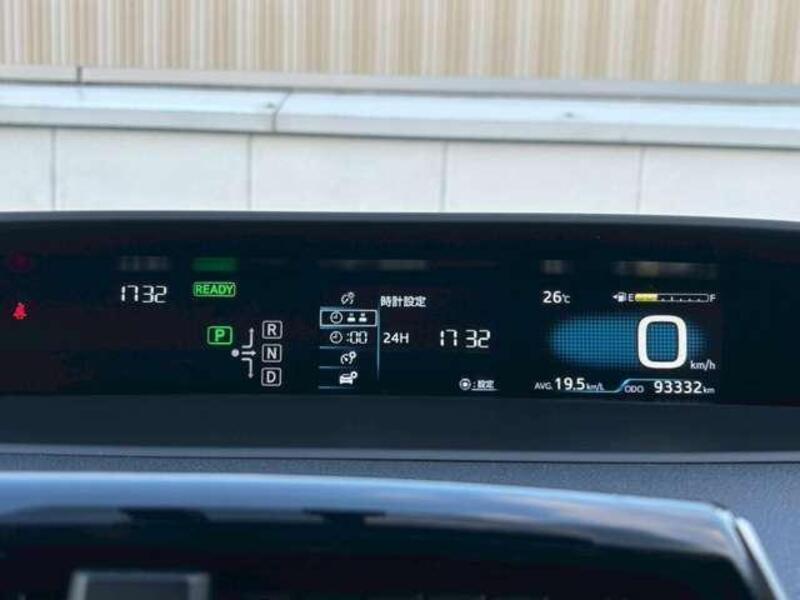 17:32
READY
P
R
N
D
時計設定
:00
24H
17:32
:設定
26℃
E F
0 km/h
AVG. 19.5 km/L
ODO 93332 km